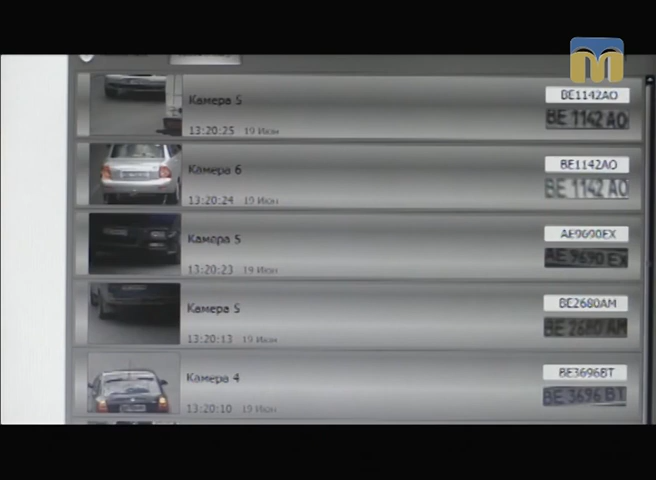 Камера 5
BE1142AO
BE 1142 AO
13:20:25 19 Июн
Камера 6
BE1142AO
BE 1142 AO
13:20:24 19 Июн
Камера 5
AE9690EX
AE 9690 EX
13:20:23 19 Июн
Камера 5
BE2680AM
BE 2680 AM
13:20:13 19 Июн
Камера 4
BE3696BT
BE 3696 BT
13:20:10 19 Июн